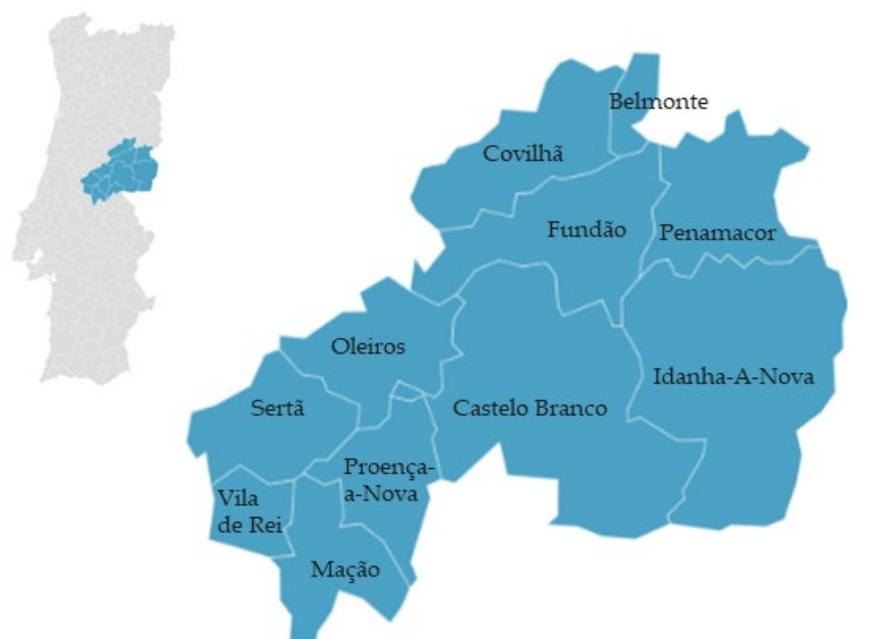 Belmonte
Covilhã
Fundão
Penamacor
Oleiros
Idanha-A-Nova
Sertã
Castelo Branco
Proença-
a-Nova
Vila
de Rei
Mação